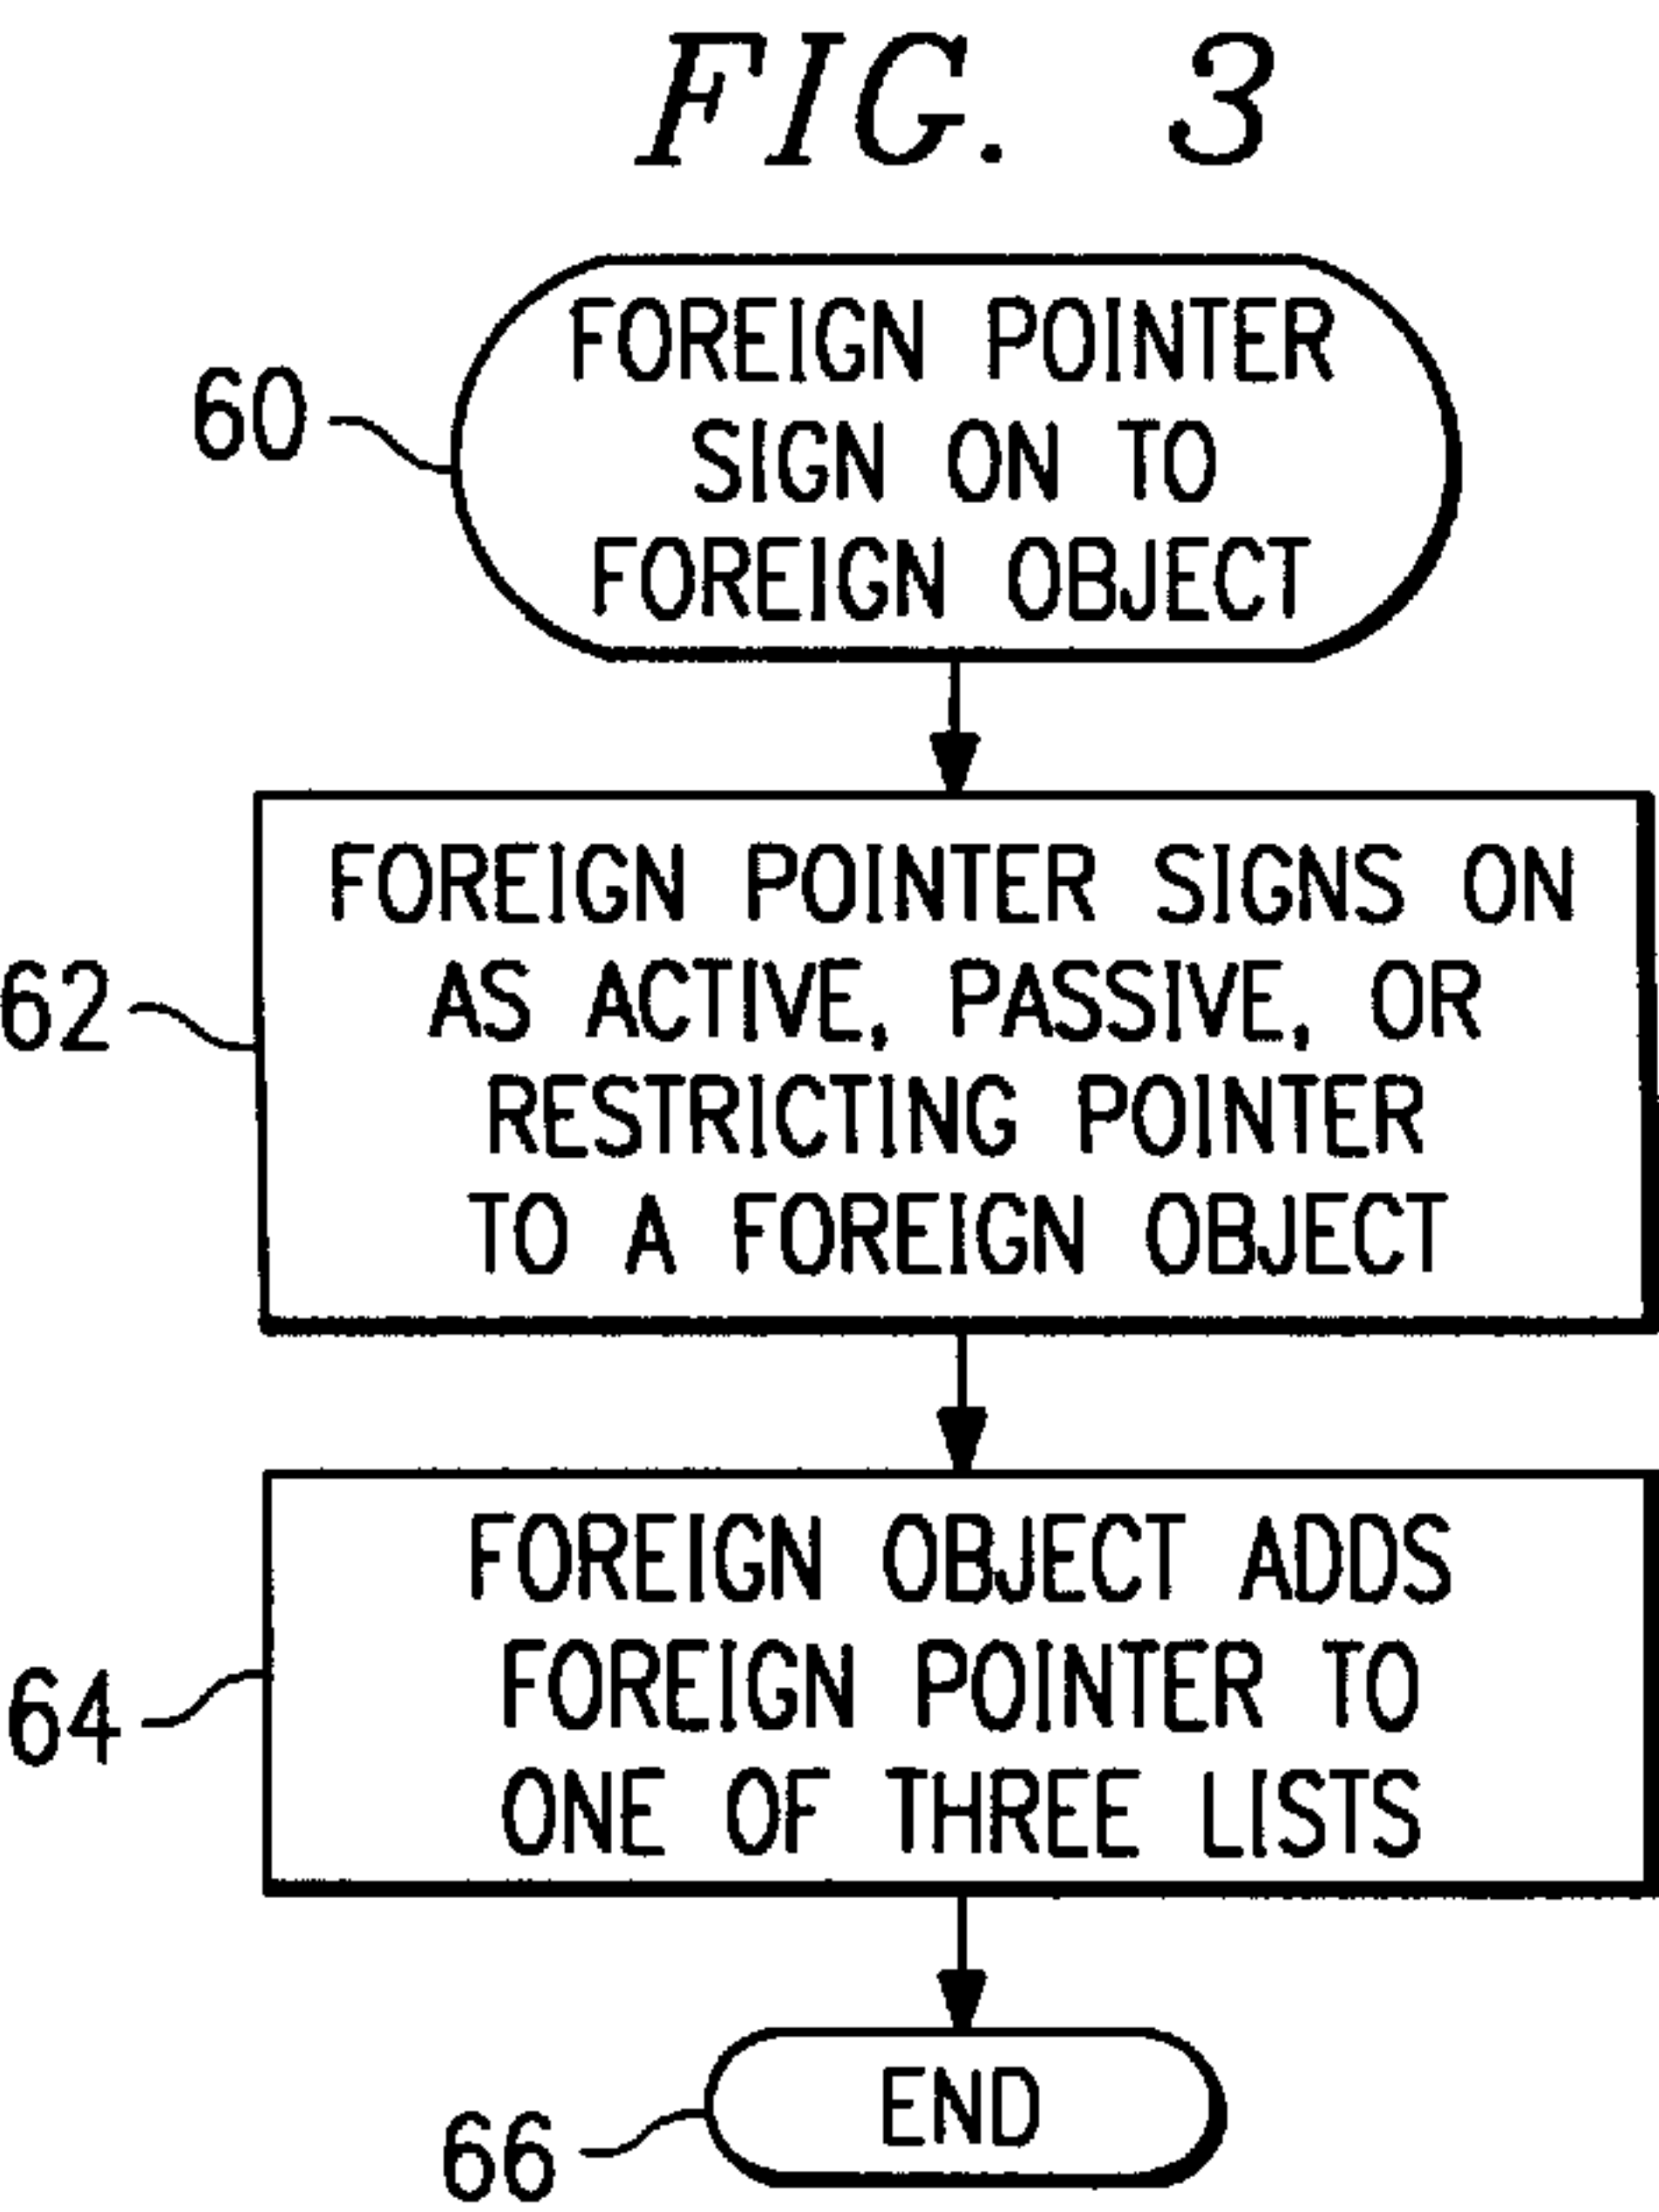 FIG. 3
60
FOREIGN POINTER
SIGN ON TO
FOREIGN OBJECT
62
FOREIGN POINTER SIGNS ON
AS ACTIVE, PASSIVE, OR
RESTRICTING POINTER
TO A FOREIGN OBJECT
64
FOREIGN OBJECT ADDS
FOREIGN POINTER TO
ONE OF THREE LISTS
66
END